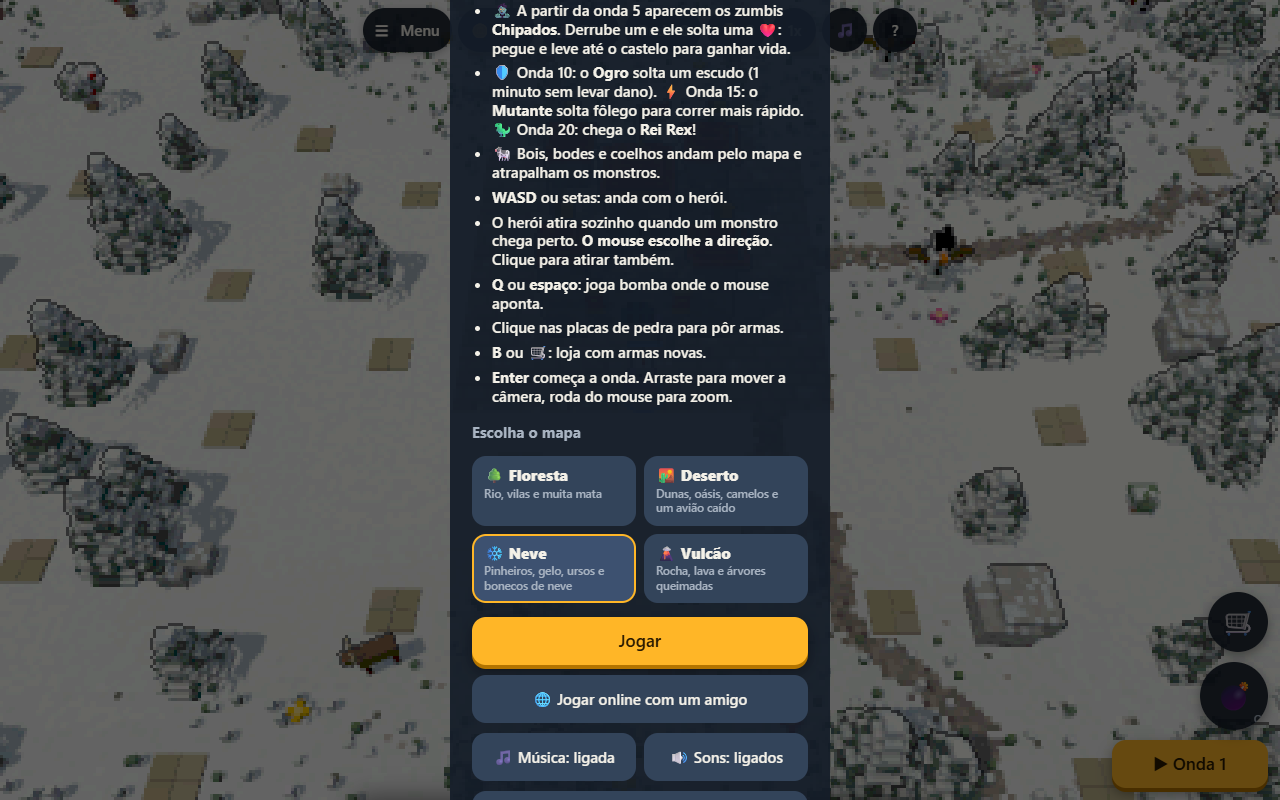 Menu
?
A partir da onda 5 aparecem os zumbis
Chipados. Derrube um e ele solta uma ❤:
pegue e leve até o castelo para ganhar vida.
Onda 10: o Ogro solta um escudo (1
minuto sem levar dano). ⚡ Onda 15: o
Mutante solta fôlego para correr mais rápido.
Onda 20: chega o Rei Rex!
Bois, bodes e coelhos andam pelo mapa e
atrapalham os monstros.
WASD ou setas: anda com o herói.
O herói atira sozinho quando um monstro
chega perto. O mouse escolhe a direção.
Clique para atirar também.
Q ou espaço: joga bomba onde o mouse
aponta.
Clique nas placas de pedra para pôr armas.
B ou 🛒: loja com armas novas.
Enter começa a onda. Arraste para mover a
câmera, roda do mouse para zoom.
Escolha o mapa
Floresta
Rio, vilas e muita mata
Deserto
Dunas, oásis, camelos e
um avião caído
Neve
Pinheiros, gelo, ursos e
bonecos de neve
Vulcão
Rocha, lava e árvores
queimadas
Jogar
Jogar online com um amigo
Música: ligada
Sons: ligados
▶ Onda 1